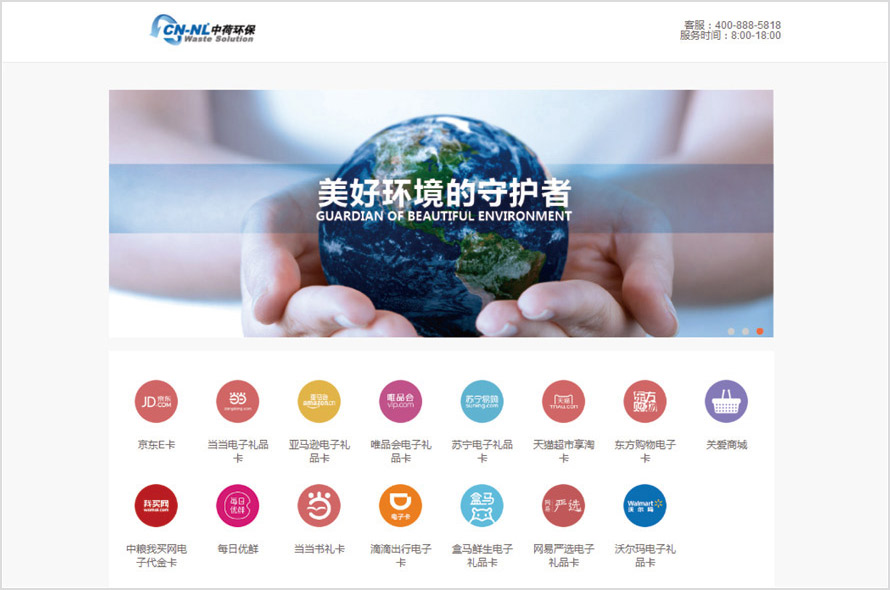 CN-NL 中荷环保
Waste Solution
客服：400-888-5818
服务时间：8:00-18:00
美好环境的守护者
GUARDIAN OF BEAUTIFUL ENVIRONMENT
JD 京东
.COM
当当
dangdang.com
亚马逊
amazon.cn
唯品会
vip.com
苏宁易购
suning.com
天猫
TMALL.COM
东方
购物
京东E卡
当当电子礼品
卡
亚马逊电子礼
品卡
唯品会电子礼
品卡
苏宁电子礼品
卡
天猫超市享淘
卡
东方购物电子
卡
关爱商城
我买网
womai.com
每日
优鲜
当
电子卡
盒马
网易
严选
Walmart
沃尔玛
中粮我买网电
子代金卡
每日优鲜
当当书礼卡
滴滴出行电子
卡
盒马鲜生电子
礼品卡
网易严选电子
礼品卡
沃尔玛电子礼
品卡